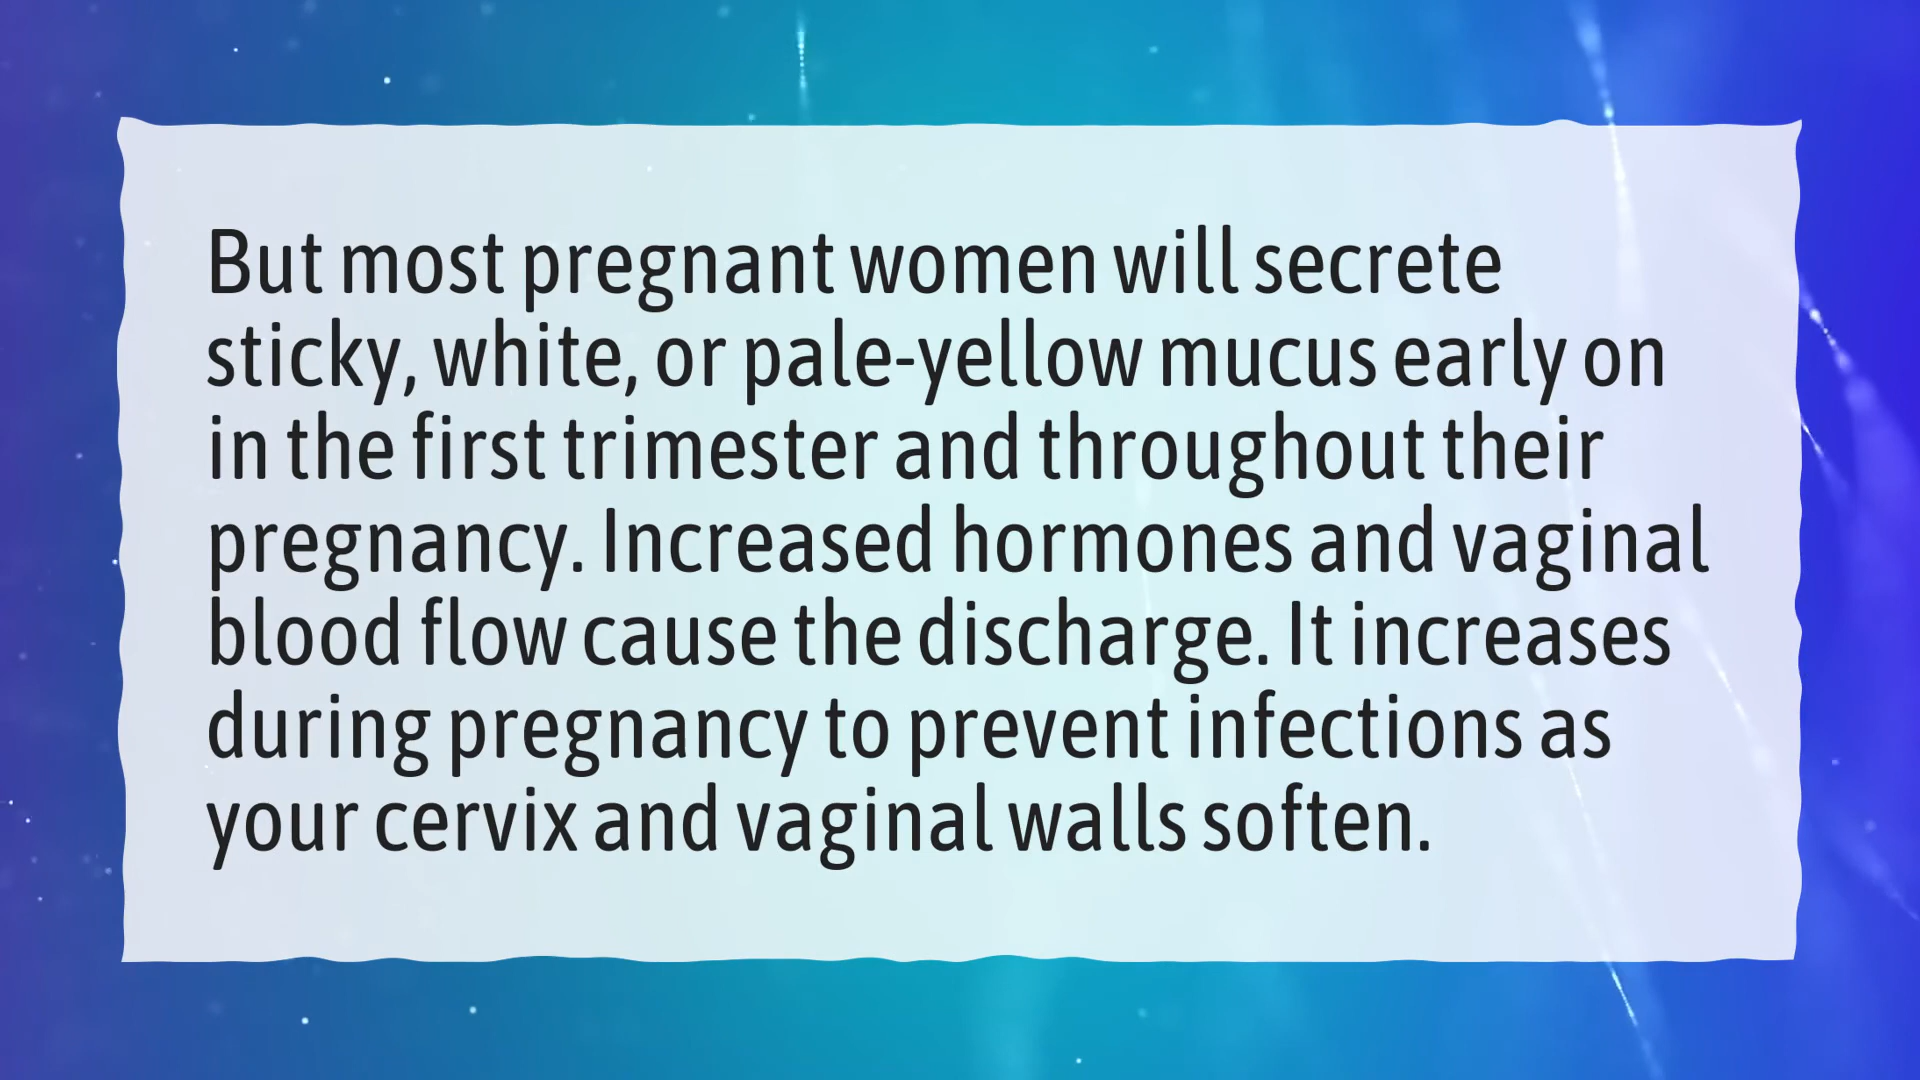 But most pregnant women will secrete
sticky, white, or pale-yellow mucus early on
in the first trimester and throughout their
pregnancy. Increased hormones and vaginal
blood flow cause the discharge. It increases
during pregnancy to prevent infections as
your cervix and vaginal walls soften.